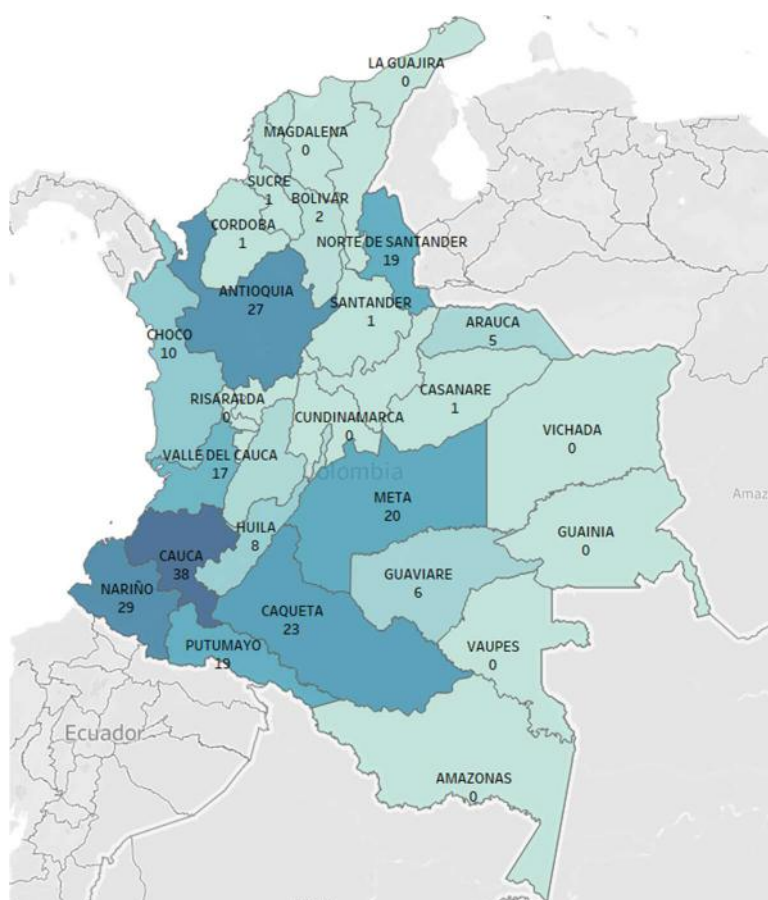 LA GUAJIRA
0
MAGDALENA
0
SUCRE
1
BOLIVAR
2
CORDOBA
1
NORTE DE SANTANDER
19
ANTIOQUIA
27
SANTANDER
1
ARAUCA
5
CHOCO
10
RISARALDA
0
CUNDINAMARCA
0
CASANARE
1
VICHADA
0
VALLE DEL CAUCA
17
Colombia
META
20
Amaz
HUILA
8
GUAINIA
0
CAUCA
38
GUAVIARE
6
NARIÑO
29
CAQUETA
23
PUTUMAYO
19
VAUPES
0
Ecuador
AMAZONAS
0